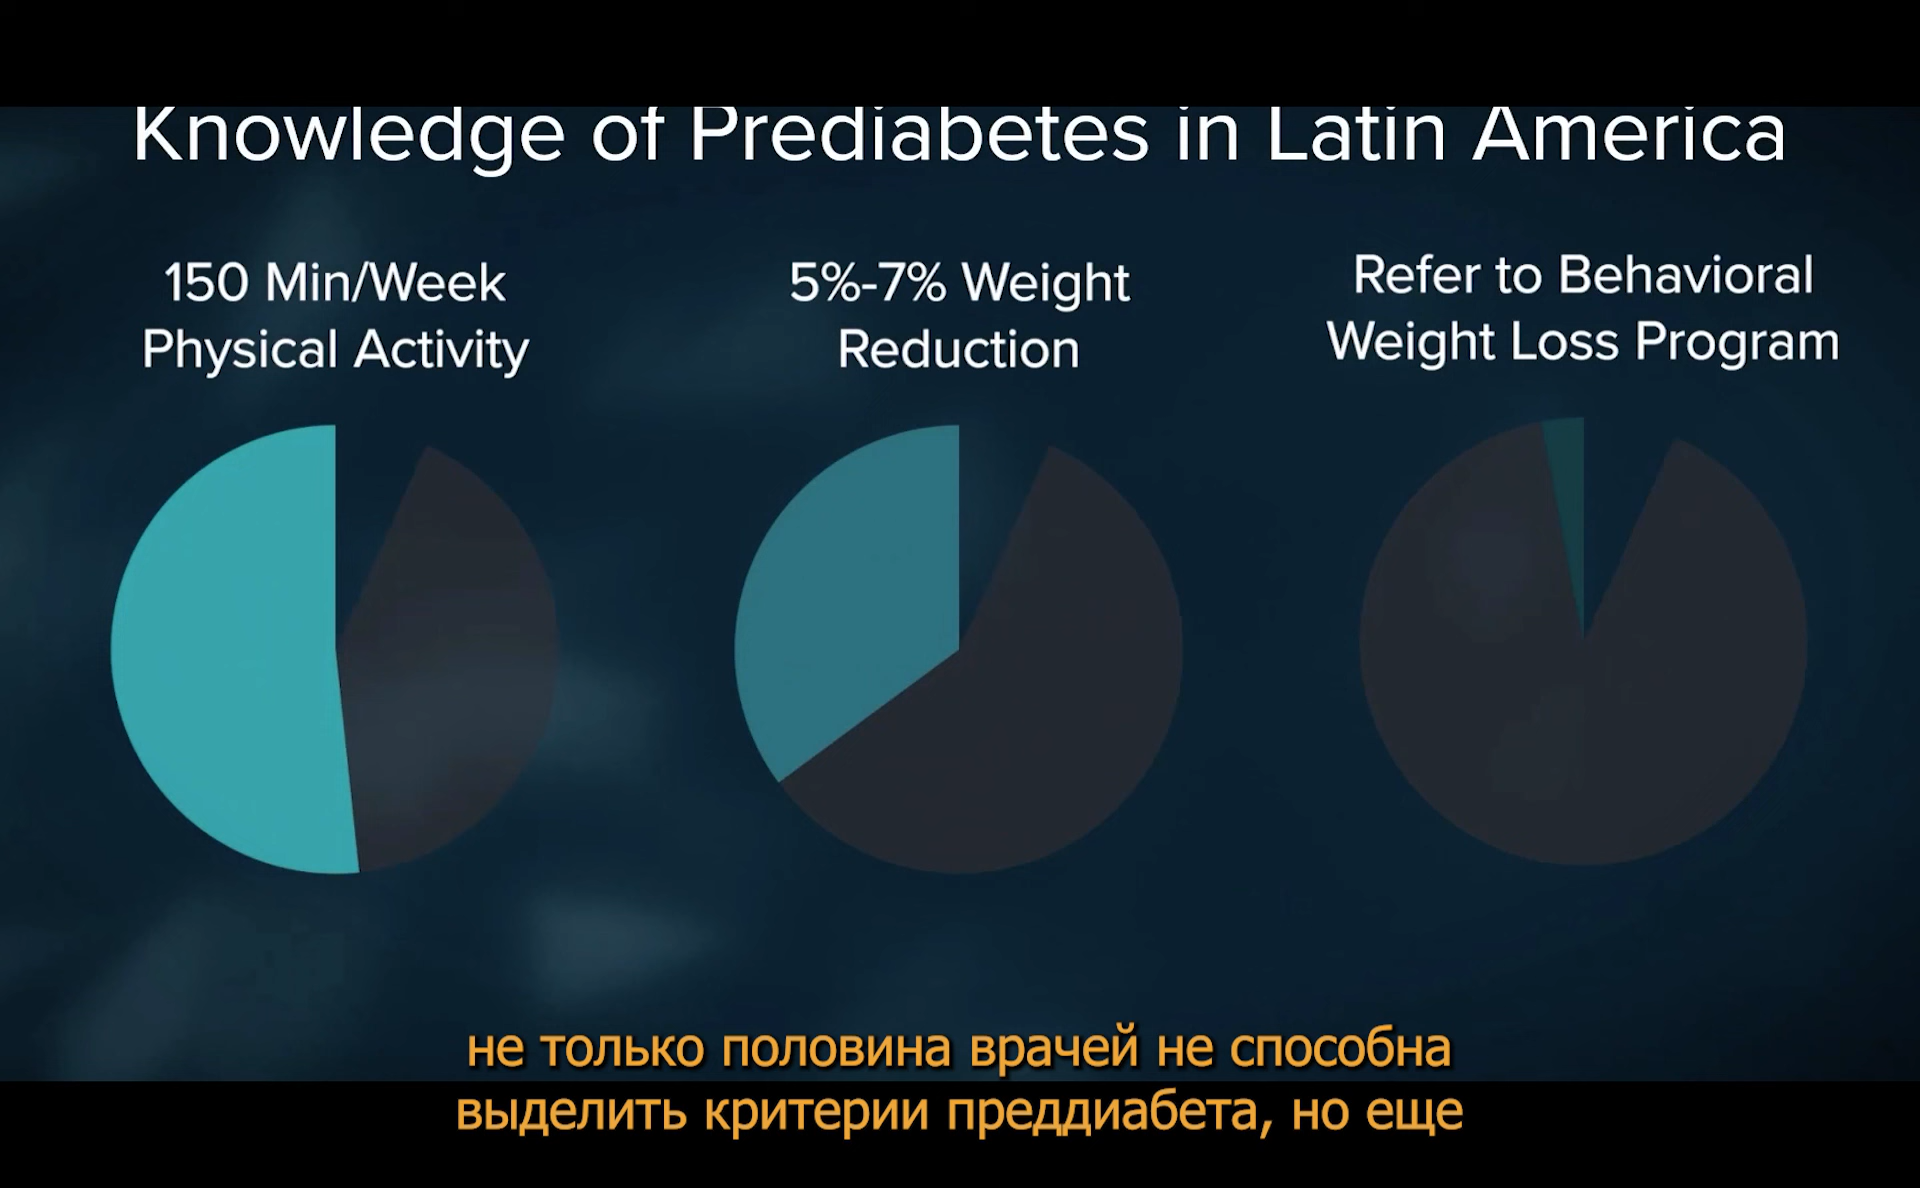 Knowledge of Prediabetes in Latin America
150 Min/Week
Physical Activity
5%-7% Weight
Reduction
Refer to Behavioral
Weight Loss Program
не только половина врачей не способна
выделить критерии преддиабета, но еще